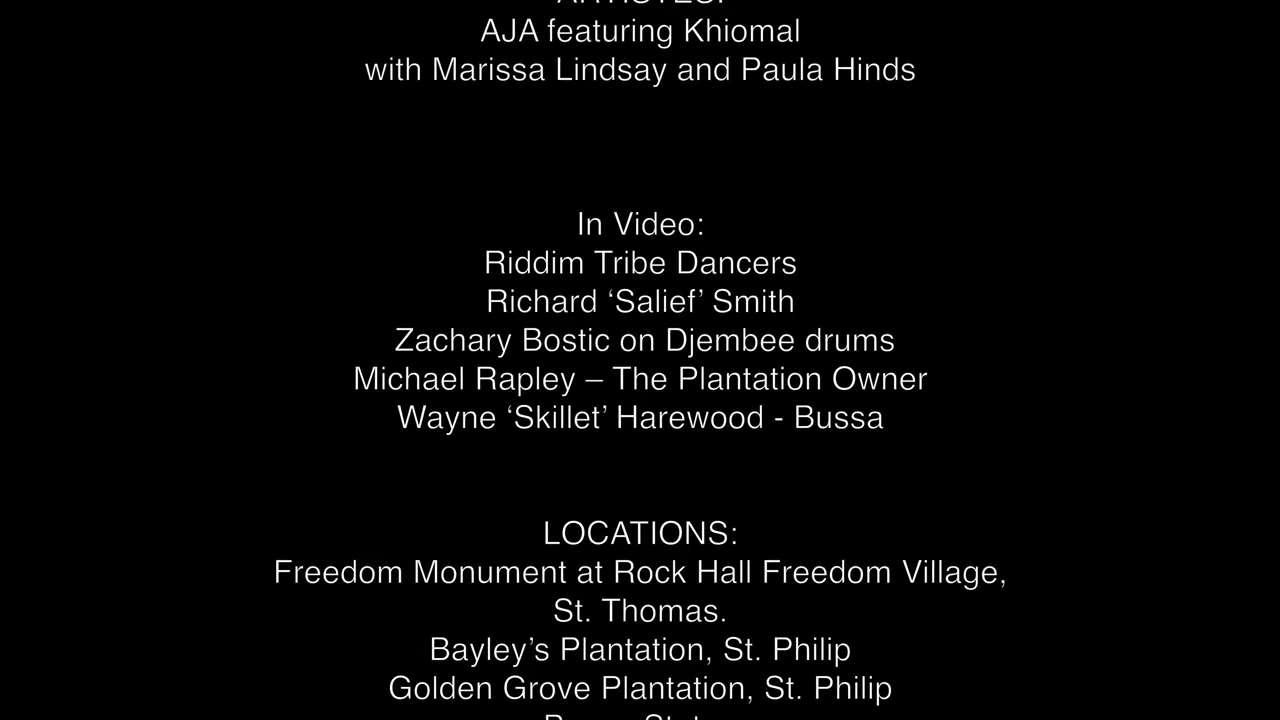 ARTISTES:
AJA featuring Khiomal
with Marissa Lindsay and Paula Hinds
In Video:
Riddim Tribe Dancers
Richard ‘Salief’ Smith
Zachary Bostic on Djembee drums
Michael Rapley – The Plantation Owner
Wayne ‘Skillet’ Harewood - Bussa
LOCATIONS:
Freedom Monument at Rock Hall Freedom Village,
St. Thomas.
Bayley’s Plantation, St. Philip
Golden Grove Plantation, St. Philip